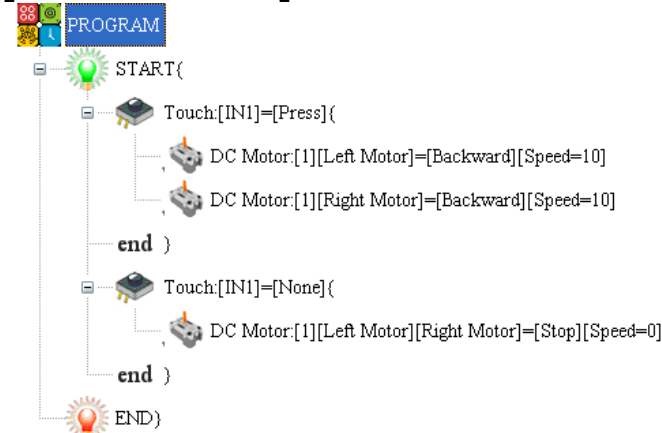 PROGRAM
START{
Touch:[IN1]=[Press]{
DC Motor:[1][Left Motor]=[Backward][Speed=10]
DC Motor:[1][Right Motor]=[Backward][Speed=10]
end }
Touch:[IN1]=[None]{
DC Motor:[1][Left Motor][Right Motor]=[Stop][Speed=0]
end }
END}